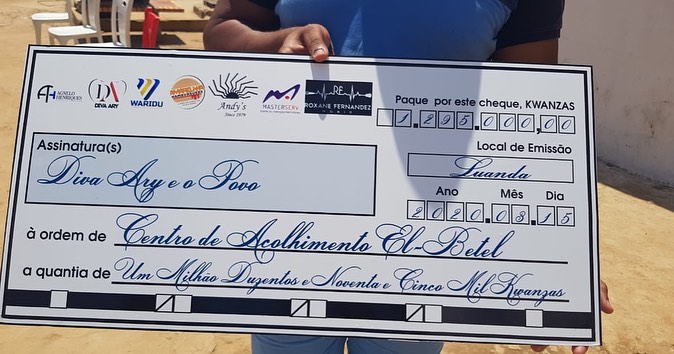 AH AGNELO HENRIQUES
DIVA ARY
WARIDU
Andy's
Since 1979
MASTERSERV
R.E
ROXANE FERNANDEZ
Paque por este cheque, KWANZAS
1.295.000,00
Assinatura(s)
Diva Ary e o Povo
Local de Emissão
Luanda
Ano Mês Dia
2020.08.15
à ordem de Centro de Acolhimento El-Betel
a quantia de Um Milhão Duzentos e Noventa e Cinco Mil Kwanzas